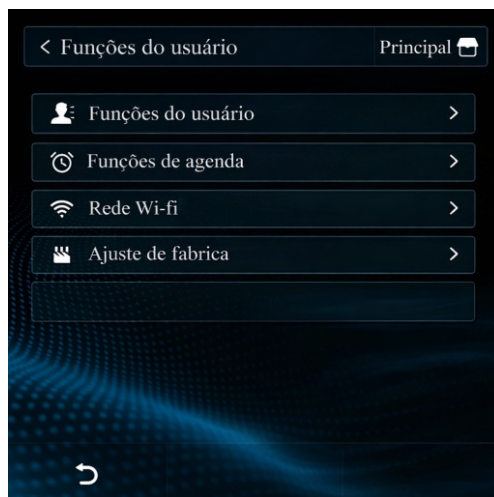 Funções do usuário
Principal
Funções do usuário
Funções de agenda
Rede Wi-fi
Ajuste de fabrica